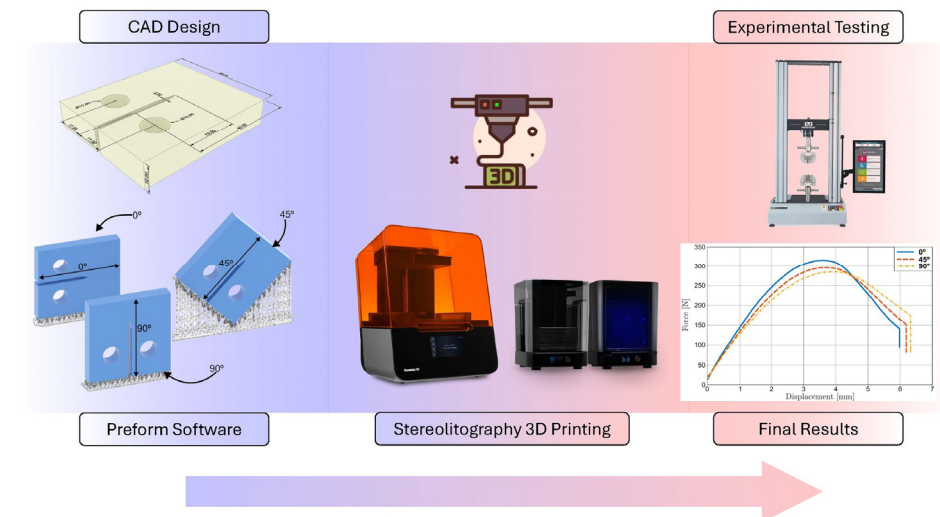 CAD Design
Experimental Testing
0º
45º
0º
45º
90º
90º
3D
350
300
250
200
150
100
50
0
0 1 2 3 4 5 6 7
Force [N]
Displacement [mm]
0°
45°
90°
Preform Software
Stereolitography 3D Printing
Final Results